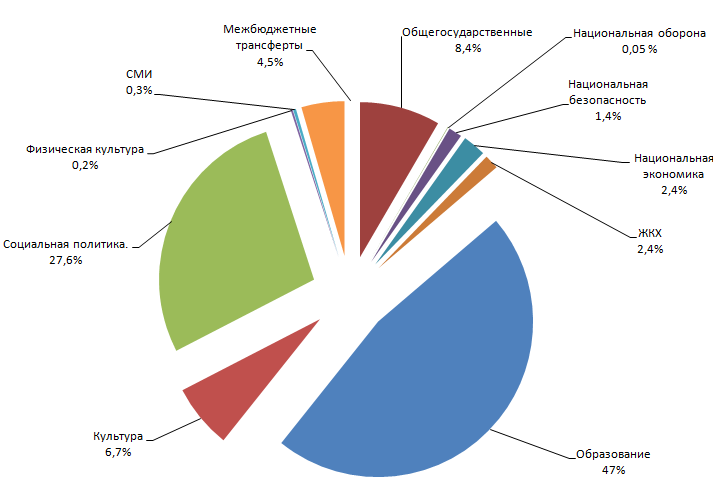 Межбюджетные
трансферты
4,5%
Общегосударственные
8,4%
Национальная оборона
0,05 %
Национальная
безопасность
1,4%
Национальная
экономика
2,4%
ЖКХ
2,4%
Образование
47%
Культура
6,7%
Социальная политика.
27,6%
Физическая культура
0,2%
СМИ
0,3%